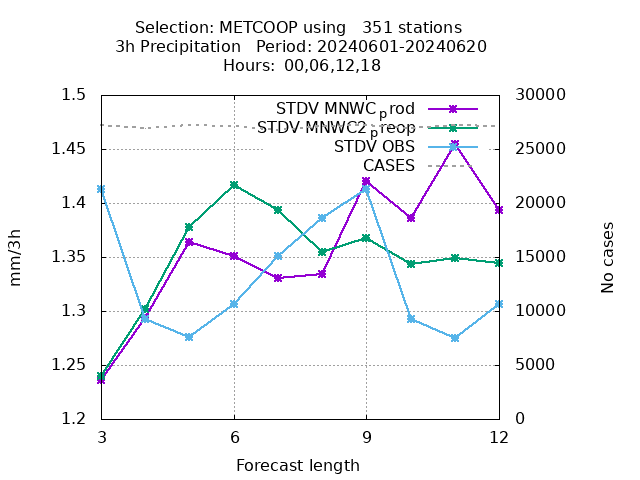 Selection: METCOOP using   351 stations
3h Precipitation   Period: 20240601-20240620
Hours: 00,06,12,18
1.5
1.45
1.4
1.35
1.3
1.25
1.2
30000
25000
20000
15000
10000
5000
0
STDV MNWC_prod
STDV MNWC2_preop
STDV OBS
CASES
mm/3h
No cases
3
6
9
12
Forecast length